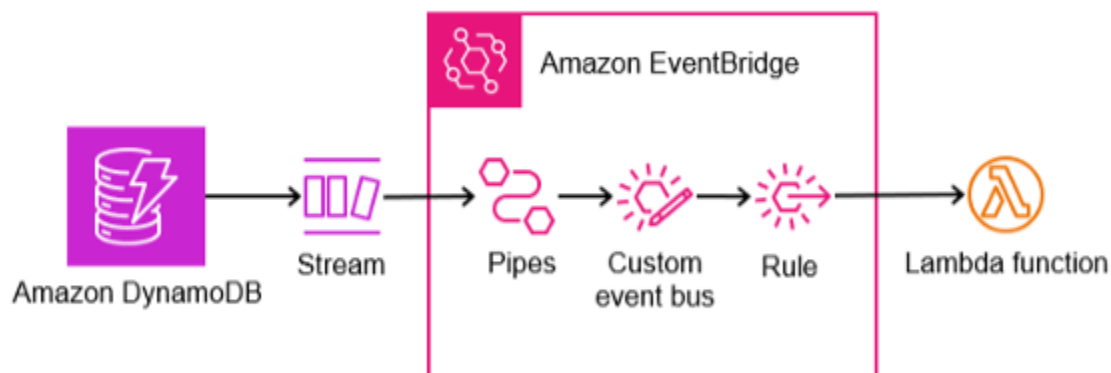 Amazon EventBridge
Amazon DynamoDB
Stream
Pipes
Custom
event bus
Rule
Lambda function